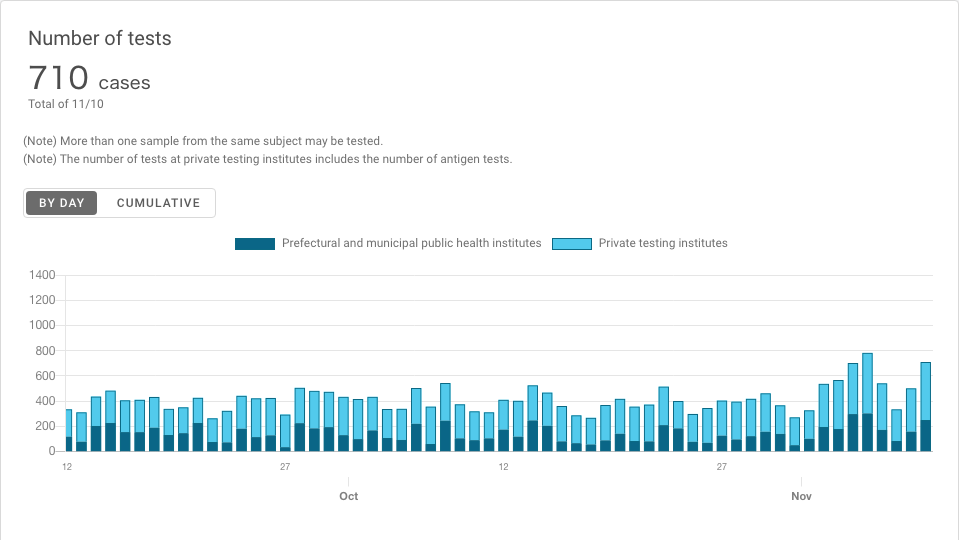 Number of tests
710 cases
Total of 11/10
(Note) More than one sample from the same subject may be tested.
(Note) The number of tests at private testing institutes includes the number of antigen tests.
BY DAY CUMULATIVE
Prefectural and municipal public health institutes Private testing institutes
1400
1200
1000
800
600
400
200
0
12 27 12 27
Oct Nov